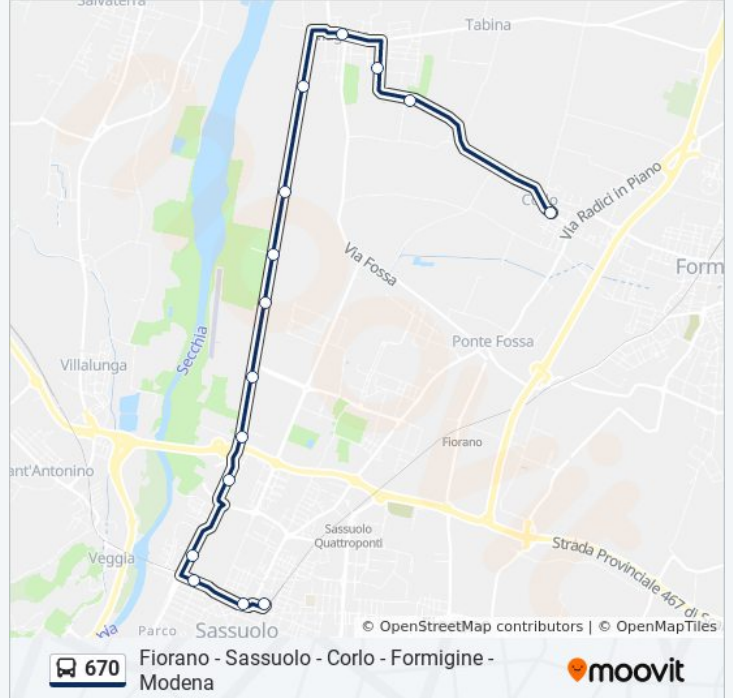 Salvaterra
Tabina
Corlo
Via Radici in Piano
Form
Via Fossa
Secchia
Ponte Fossa
Villalunga
Fiorano
ant'Antonino
Sassuolo
Quattroponti
Strada Provinciale 467 di
Veggia
Parco
Sassuolo
© OpenStreetMap contributors | © OpenMapTiles
670
Fiorano - Sassuolo - Corlo - Formigine -
Modena
moovit